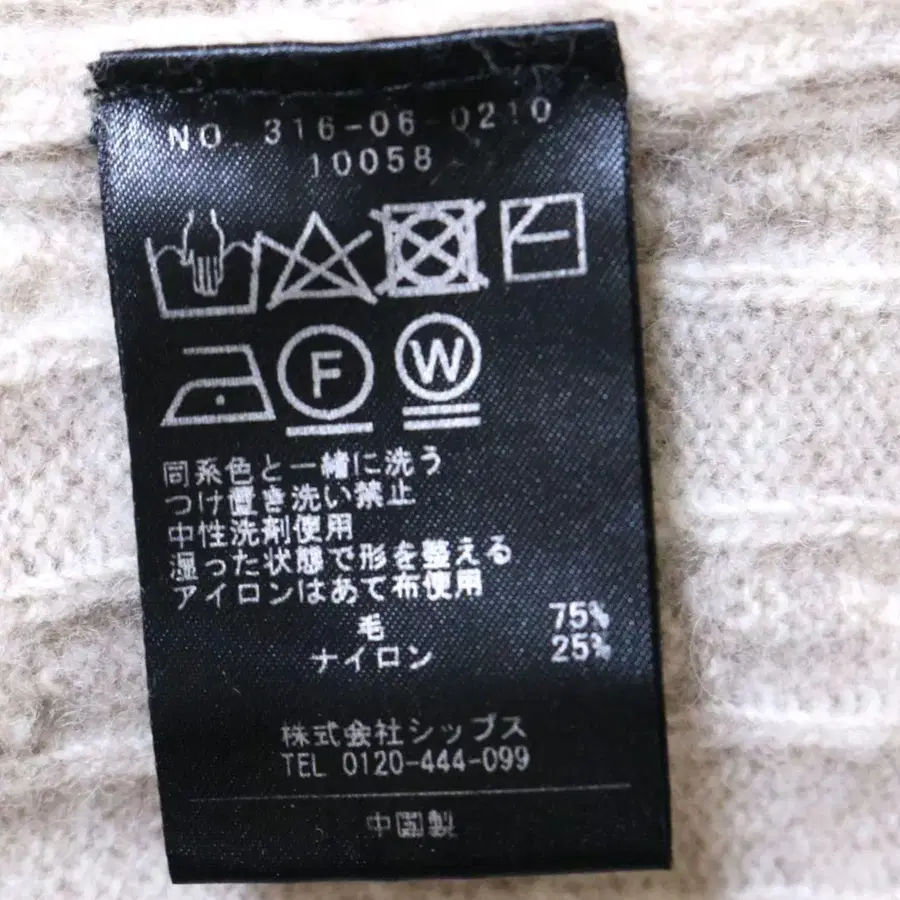 NO. 316-06-0210
10058
F
W
同系色と一緒に洗う
つけ置き洗い禁止
中性洗剤使用
湿った状態で形を整える
アイロンはあて布使用
毛 75%
ナイロン 25%
株式会社シップス
TEL 0120-444-099
中国製